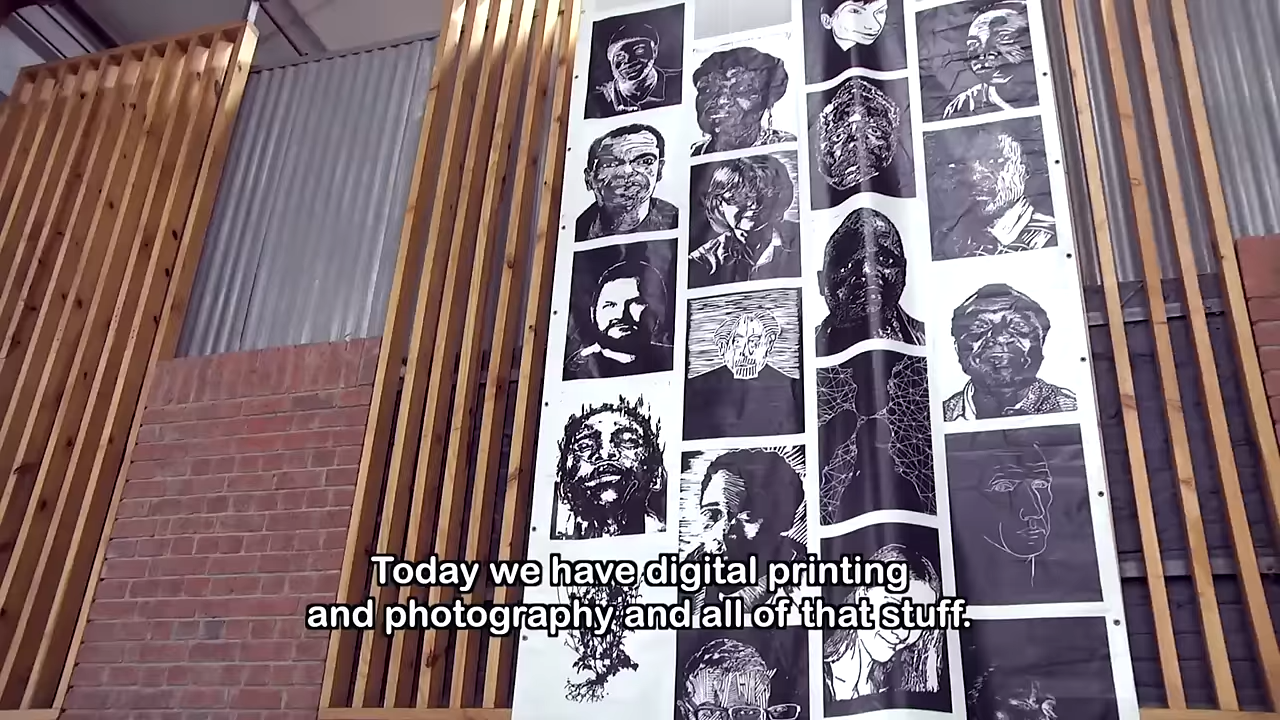 Today we have digital printing
and photography and all of that stuff.